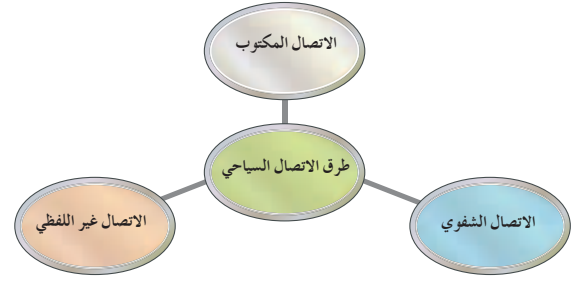 الاتصال المكتوب
طرق الاتصال السياحي
الاتصال الشفوي
الاتصال غير اللفظي